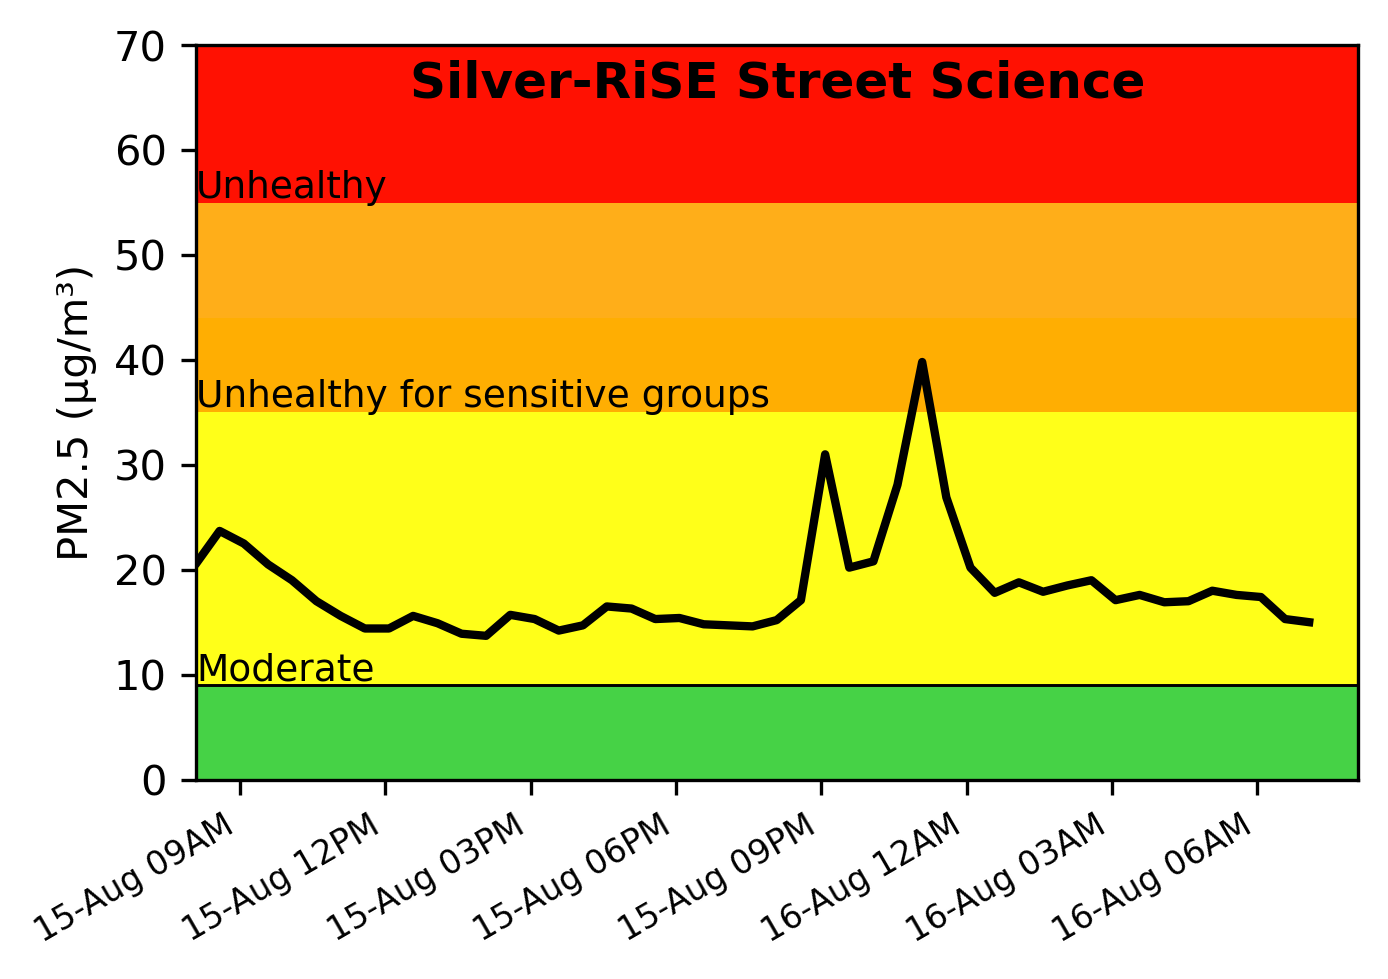 Silver-RiSE Street Science
PM2.5 (µg/m³)
70
60
50
40
30
20
10
0
Unhealthy
Unhealthy for sensitive groups
Moderate
15-Aug 09AM
15-Aug 12PM
15-Aug 03PM
15-Aug 06PM
15-Aug 09PM
16-Aug 12AM
16-Aug 03AM
16-Aug 06AM